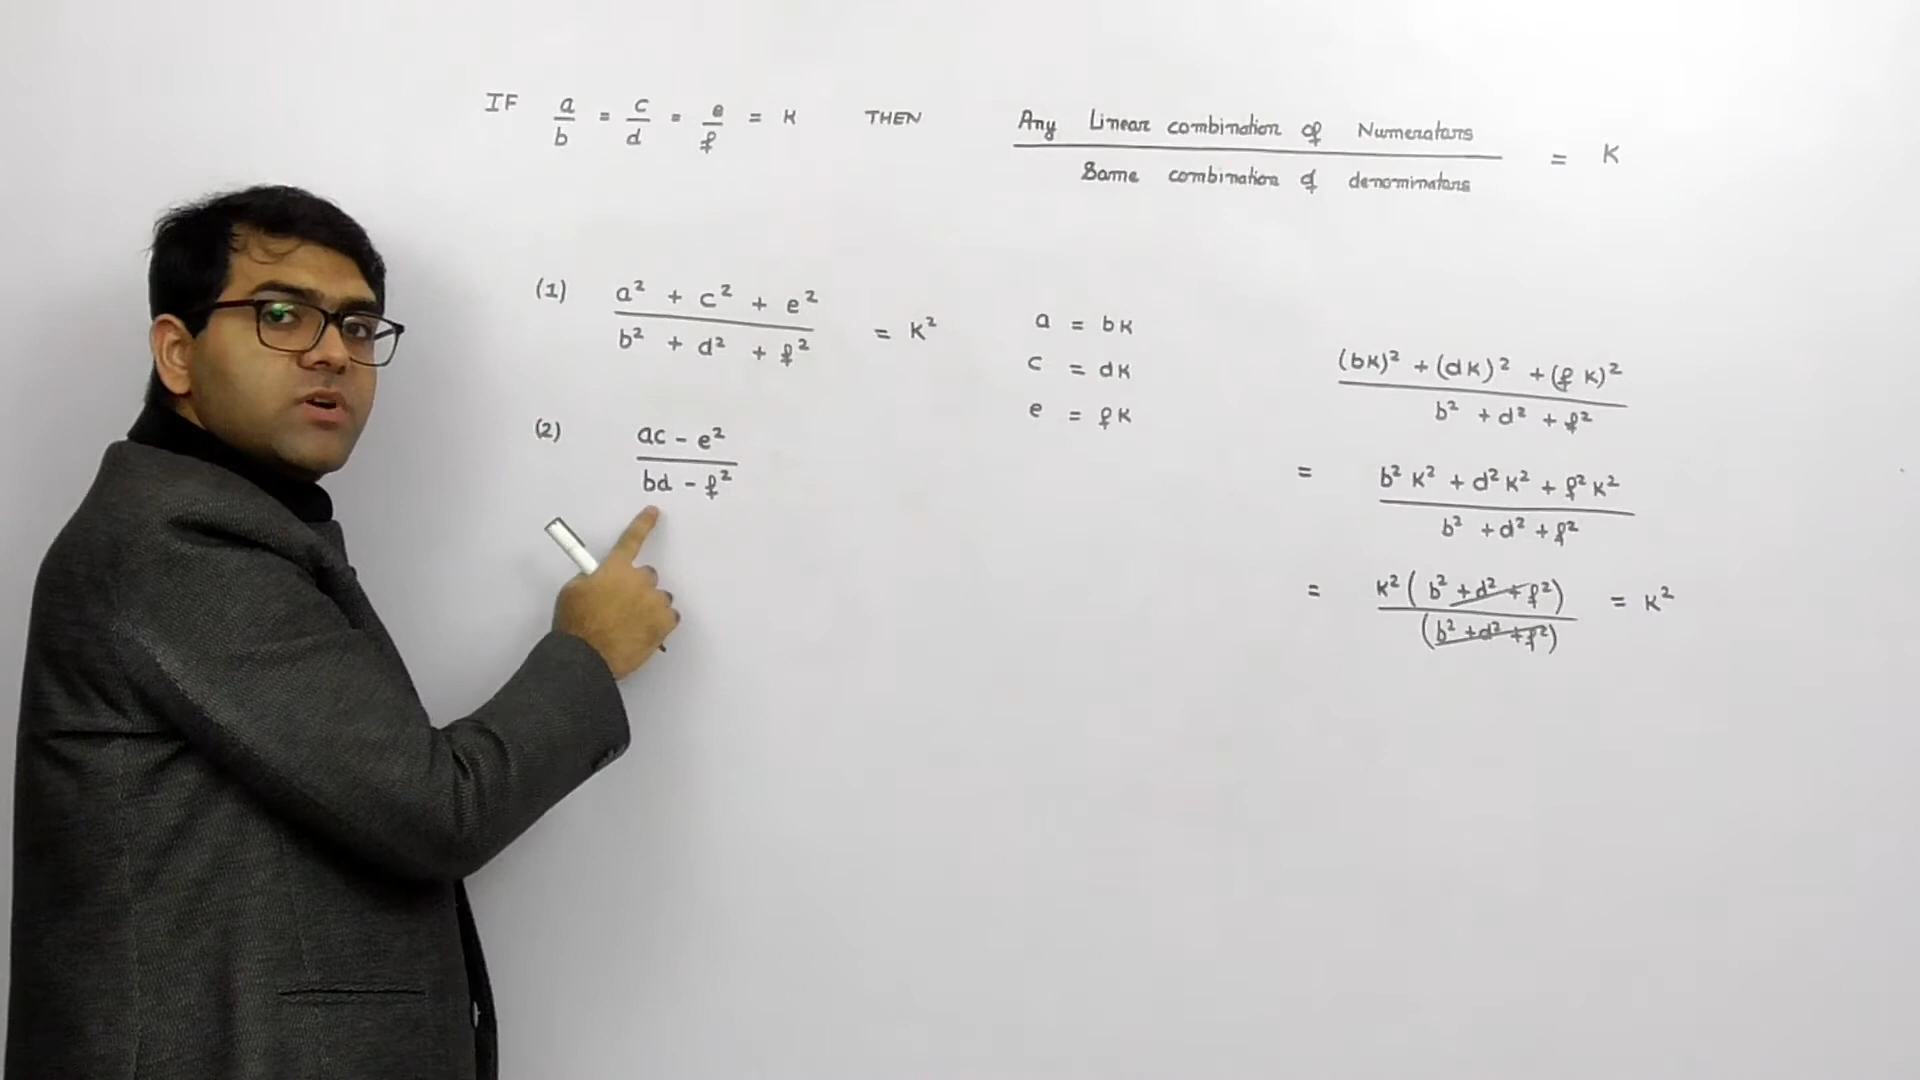 IF a/b = c/d = e/f = K THEN Any Linear combination of Numerators / Same combination of denominators = K
(1) a² + c² + e² / b² + d² + f² = K²
a = bK
c = dK
e = fK
(2) ac - e² / bd - f²
(bK)² + (dK)² + (fK)² / b² + d² + f²
= b²K² + d²K² + f²K² / b² + d² + f²
= K²(b² + d² + f²) / (b² + d² + f²) = K²